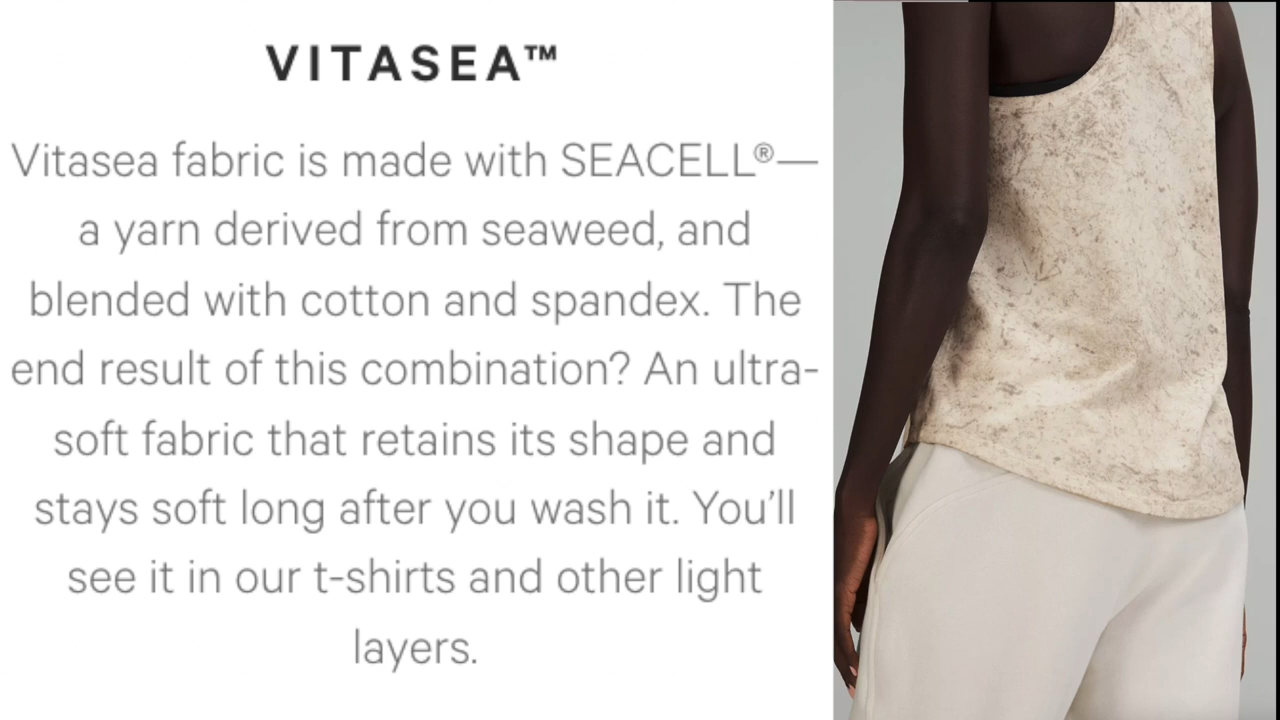 VITASEA™
Vitasea fabric is made with SEACELL®—
a yarn derived from seaweed, and
blended with cotton and spandex. The
end result of this combination? An ultra-
soft fabric that retains its shape and
stays soft long after you wash it. You’ll
see it in our t-shirts and other light
layers.